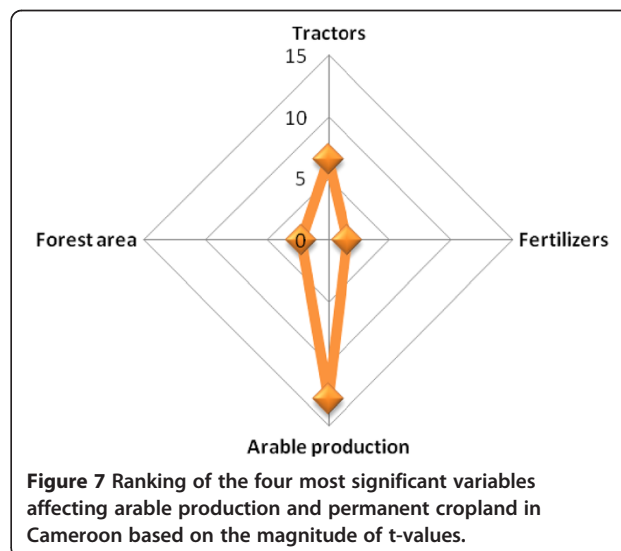 Tractors
15
10
5
0
Forest area
Fertilizers
Arable production
Figure 7 Ranking of the four most significant variables
affecting arable production and permanent cropland in
Cameroon based on the magnitude of t-values.